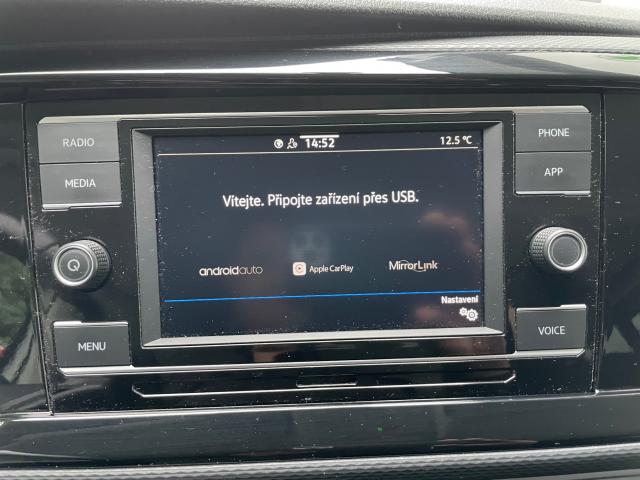 RADIO
MEDIA
MENU
14:52
12.5 °C
Vítejte. Připojte zařízení přes USB.
androidauto
Apple CarPlay
MirrorLink
Nastavení
PHONE
APP
VOICE